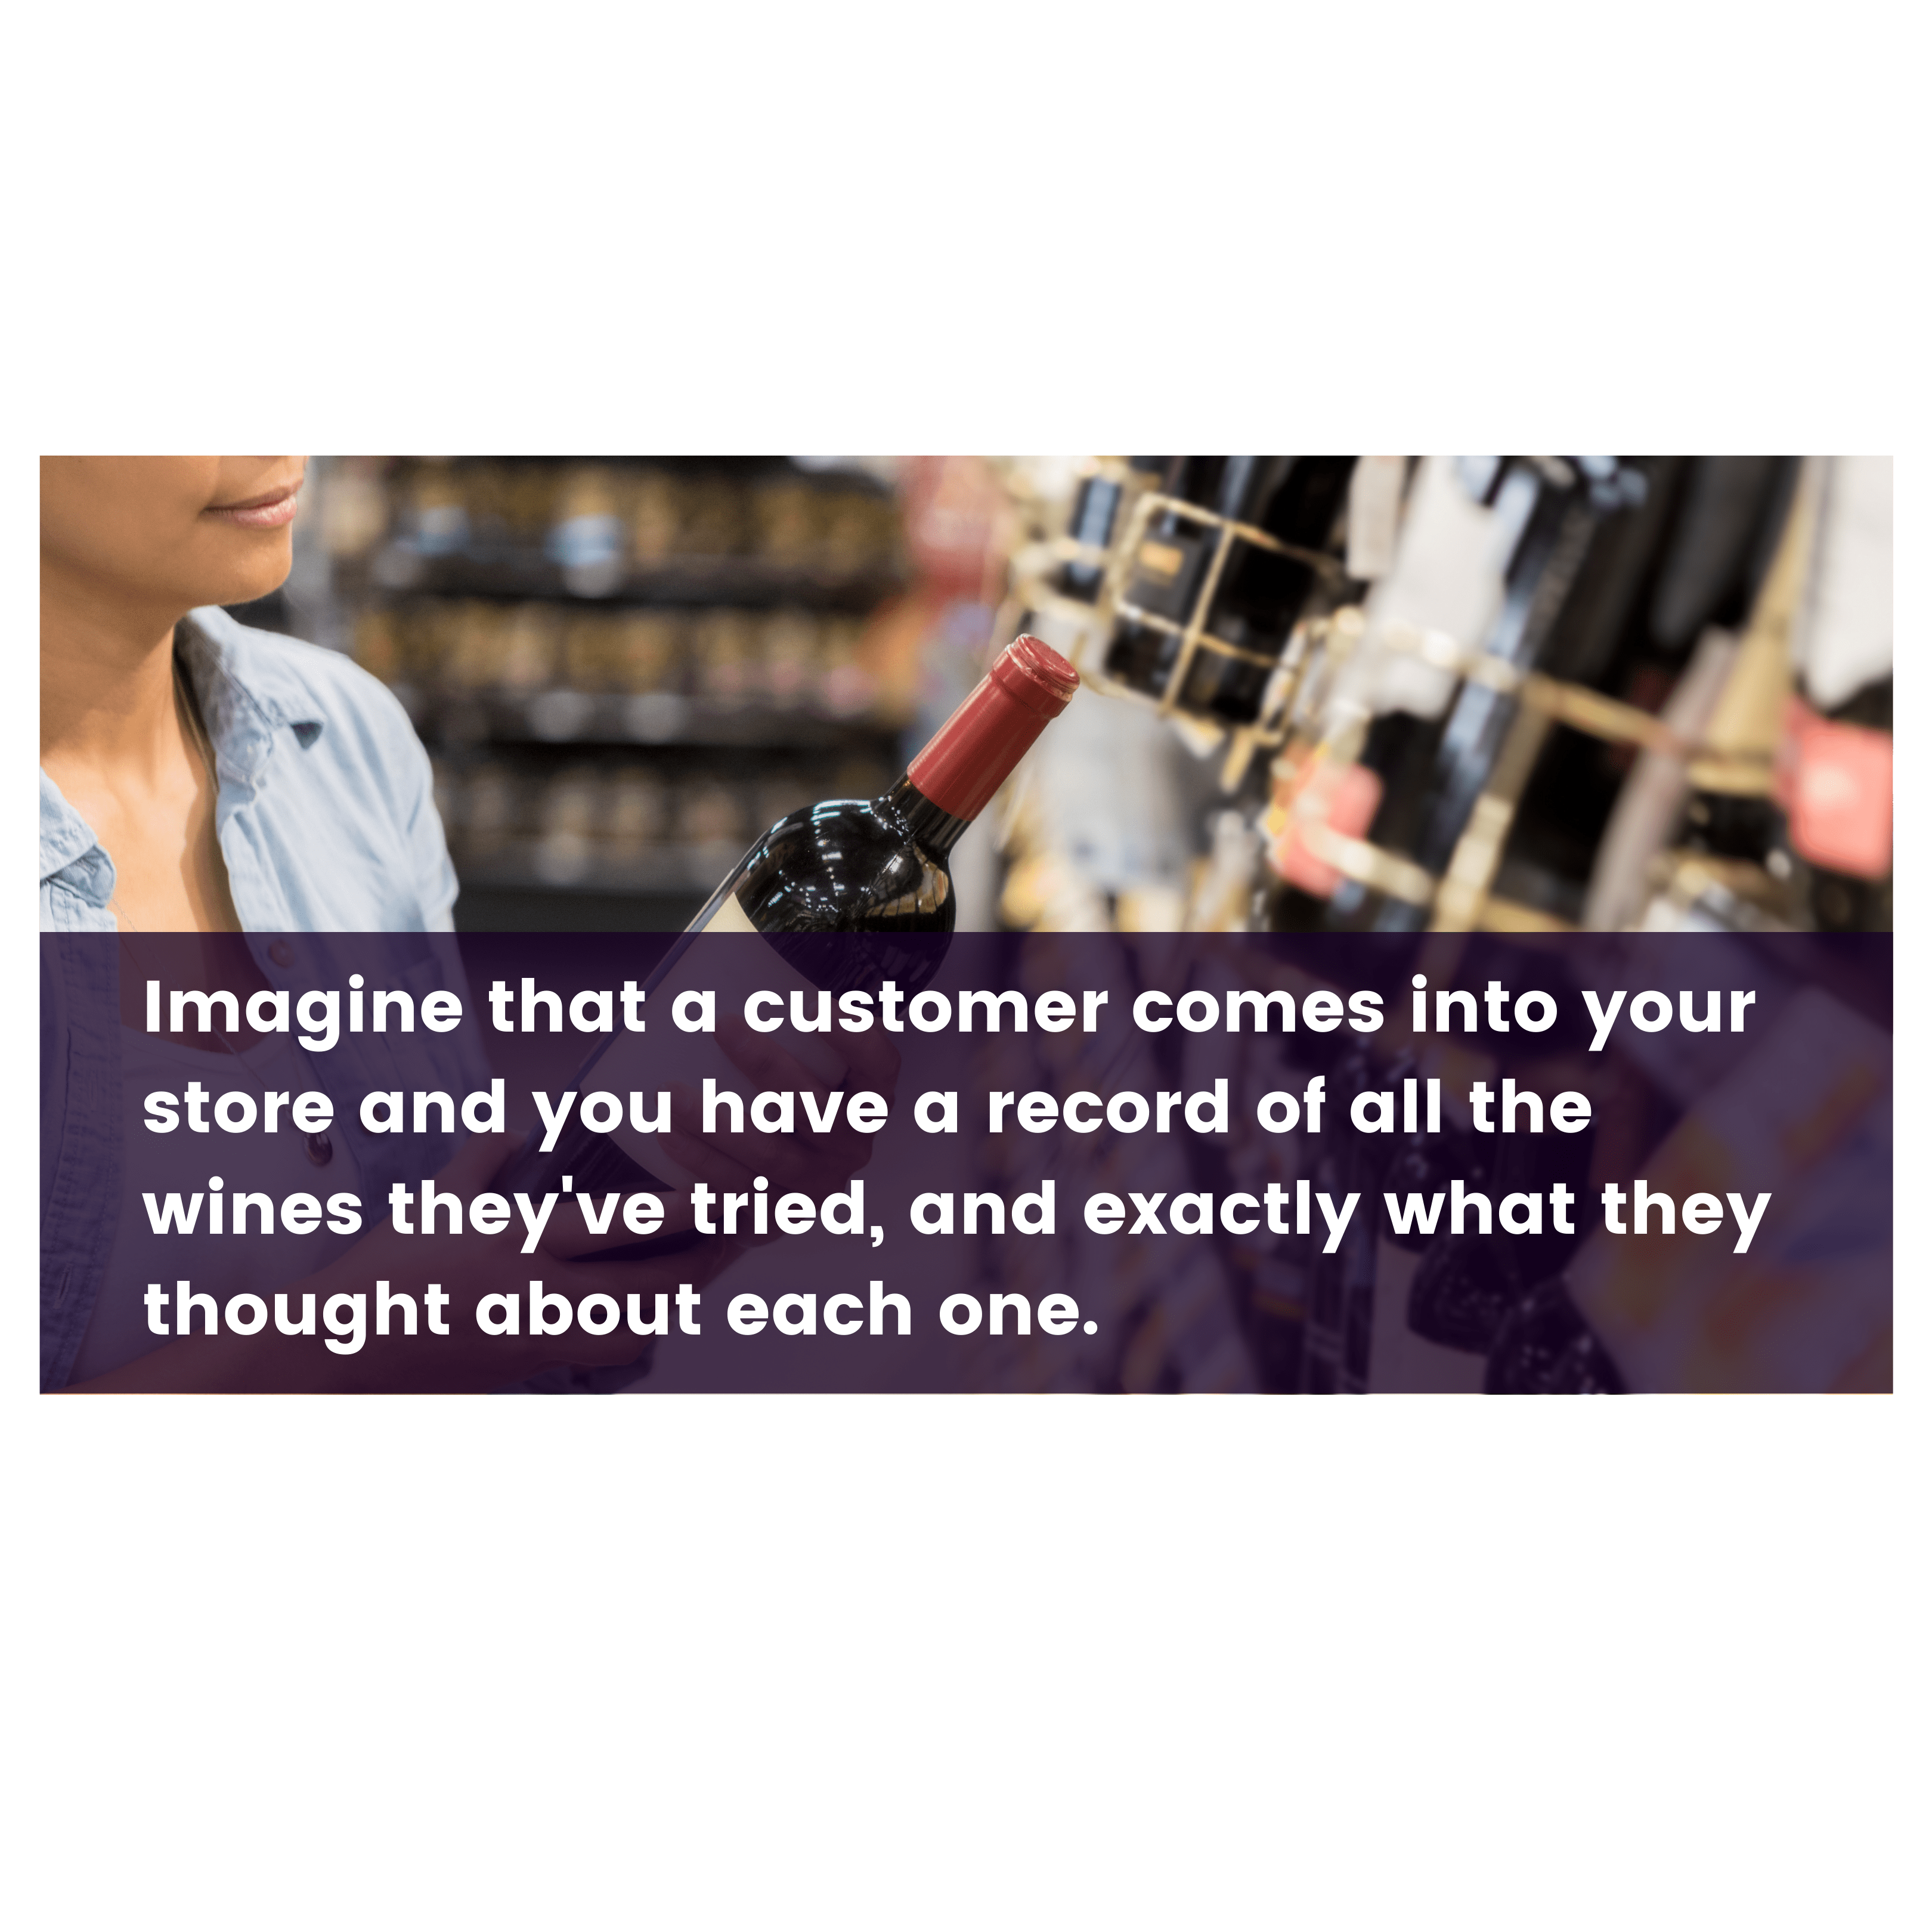 Imagine that a customer comes into your
store and you have a record of all the
wines they've tried, and exactly what they
thought about each one.